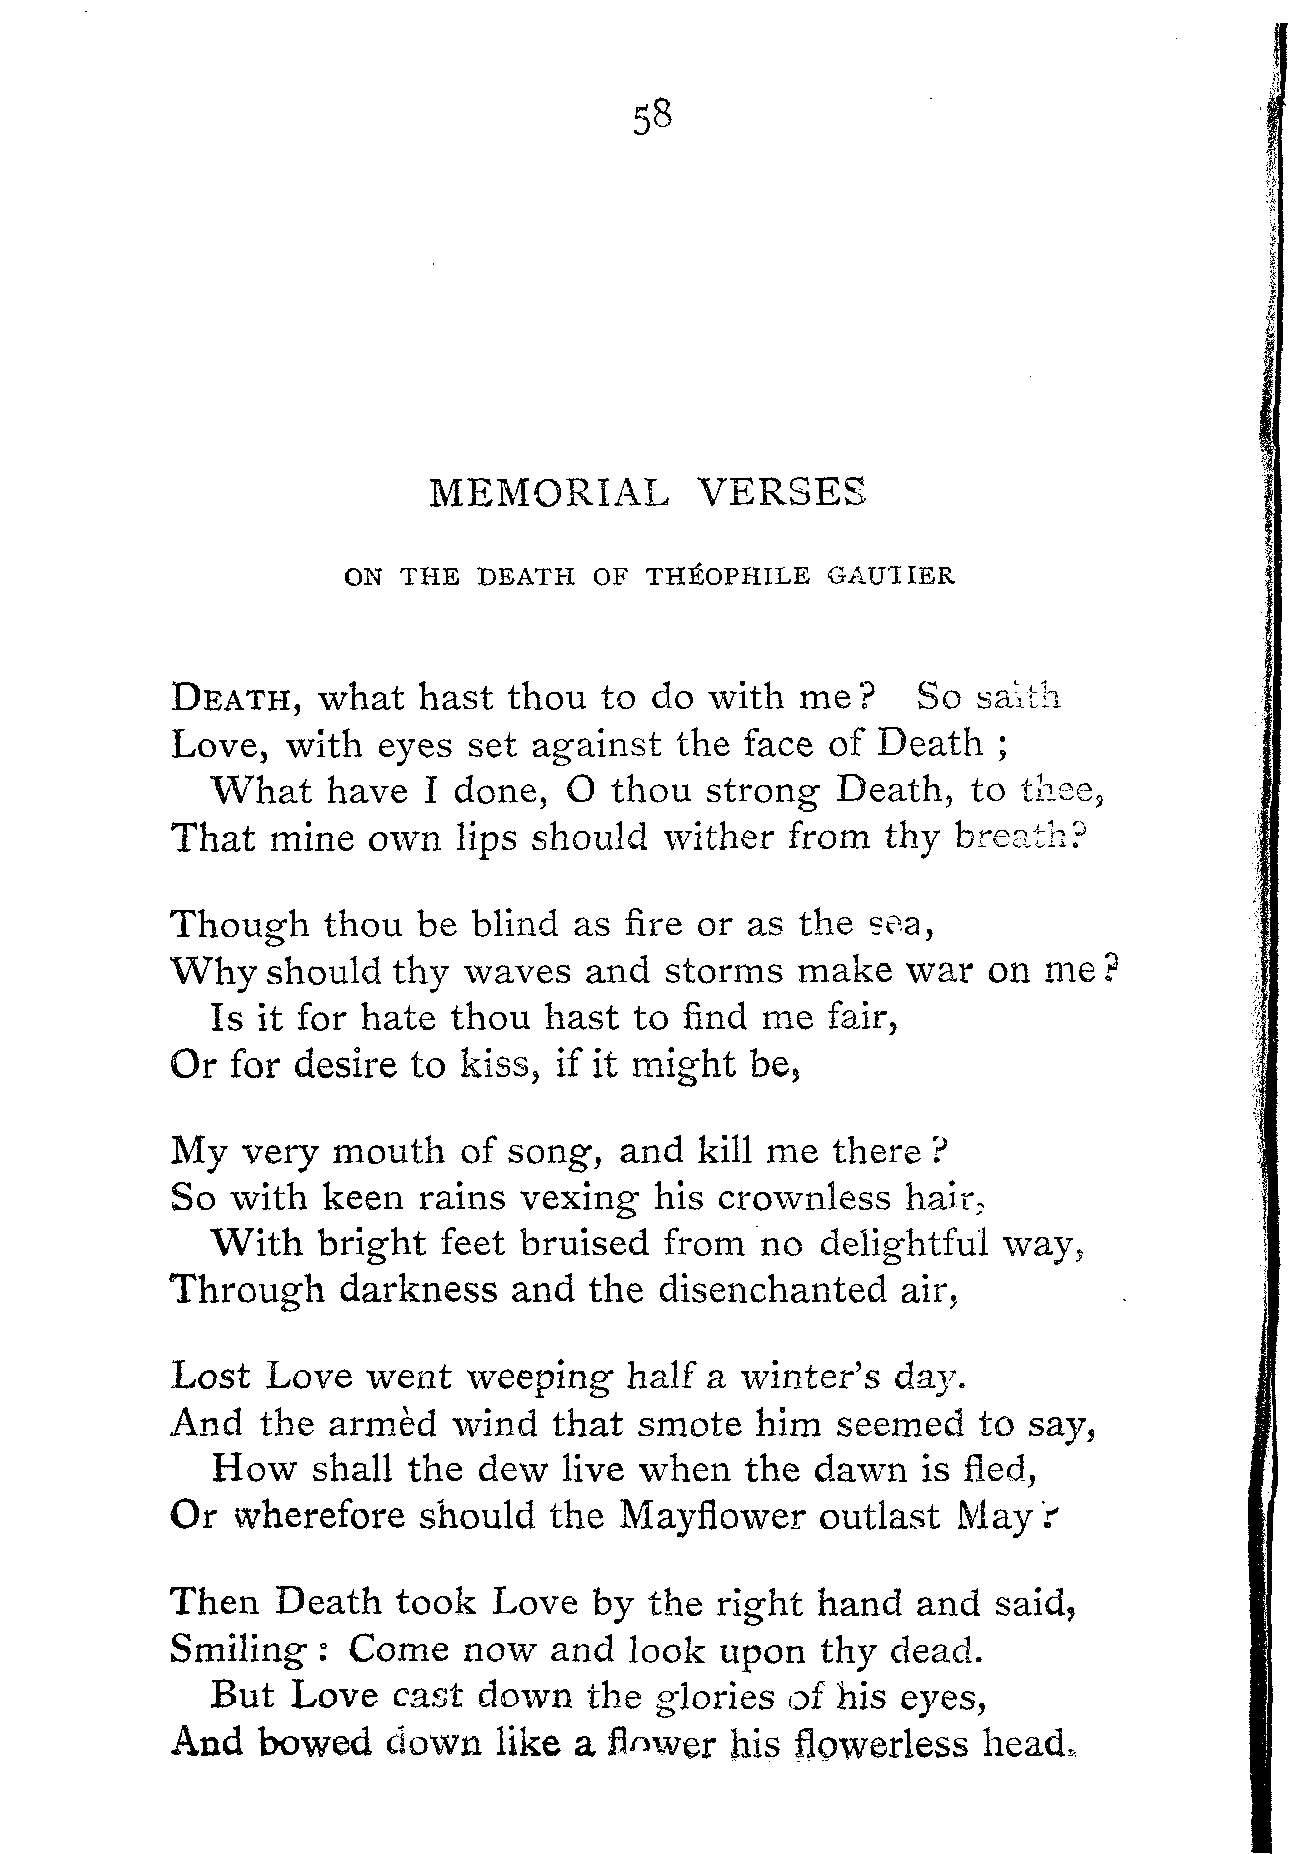 58
MEMORIAL VERSES
ON THE DEATH OF THÉOPHILE GAUTIER
DEATH, what hast thou to do with me? So saith
Love, with eyes set against the face of Death ;
What have I done, O thou strong Death, to thee,
That mine own lips should wither from thy breath?
Though thou be blind as fire or as the sea,
Why should thy waves and storms make war on me?
Is it for hate thou hast to find me fair,
Or for desire to kiss, if it might be,
My very mouth of song, and kill me there?
So with keen rains vexing his crownless hair,
With bright feet bruised from no delightful way,
Through darkness and the disenchanted air,
Lost Love went weeping half a winter's day.
And the armèd wind that smote him seemed to say,
How shall the dew live when the dawn is fled,
Or wherefore should the Mayflower outlast May?
Then Death took Love by the right hand and said,
Smiling : Come now and look upon thy dead.
But Love cast down the glories of his eyes,
And bowed down like a flower his flowerless head.